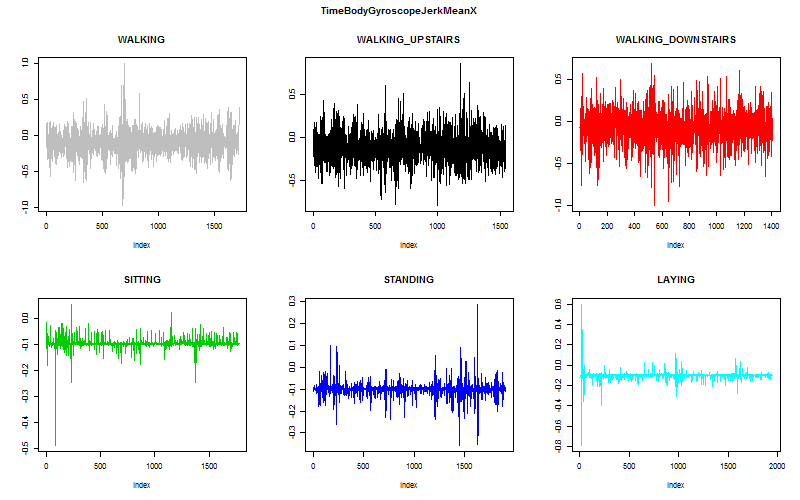 TimeBodyGyroscopeJerkMeanX
WALKING
WALKING_UPSTAIRS
WALKING_DOWNSTAIRS
1.0
0.5
0.0
-0.5
-1.0
0 500 1000 1500
Index
0.5
0.0
-0.5
0 500 1000 1500
Index
0.5
0.0
-0.5
-1.0
0 200 400 600 800 1000 1200 1400
Index
SITTING
STANDING
LAYING
0.0
-0.1
-0.2
-0.3
-0.4
-0.5
0 500 1000 1500
Index
0.3
0.2
0.1
0.0
-0.1
-0.2
-0.3
0 500 1000 1500
Index
0.6
0.4
0.2
0.0
-0.2
-0.4
-0.6
-0.8
0 500 1000 1500 2000
Index